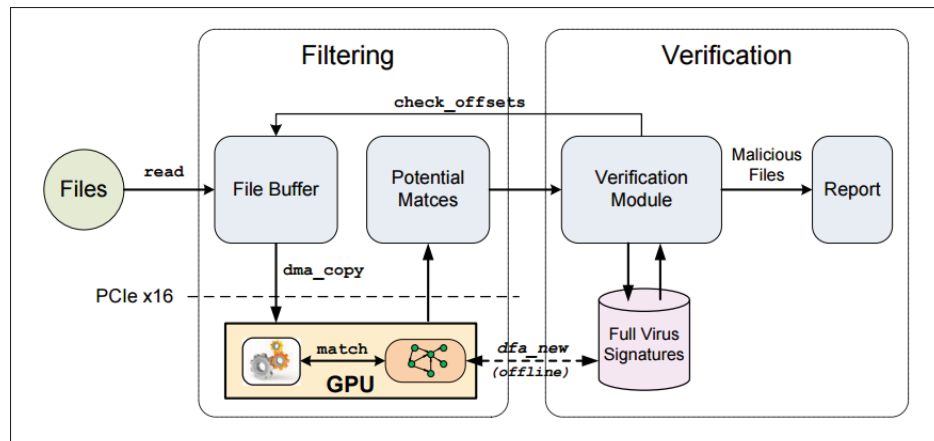 Filtering
Verification
check_offsets
Files
read
File Buffer
Potential
Matces
Verification
Module
Malicious
Files
Report
dma_copy
PCIe x16
match
GPU
dfa_new
(offline)
Full Virus
Signatures